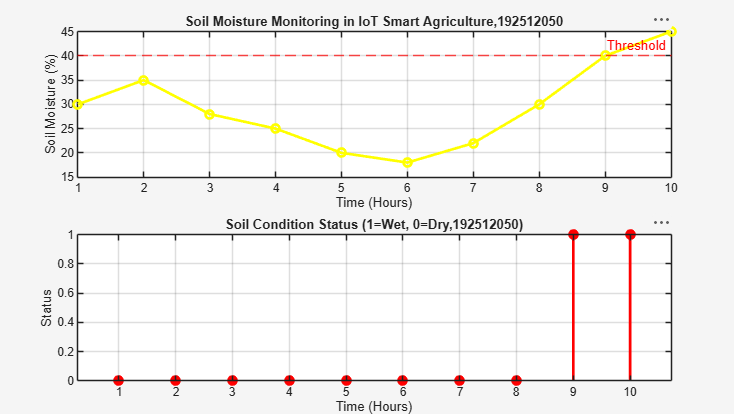 Soil Moisture Monitoring in IoT Smart Agriculture,192512050
45
Threshold
40
35
30
25
20
15
Soil Moisture (%)
1 2 3 4 5 6 7 8 9 10
Time (Hours)
Soil Condition Status (1=Wet, 0=Dry,192512050)
1
0.8
0.6
0.4
0.2
0
Status
1 2 3 4 5 6 7 8 9 10
Time (Hours)